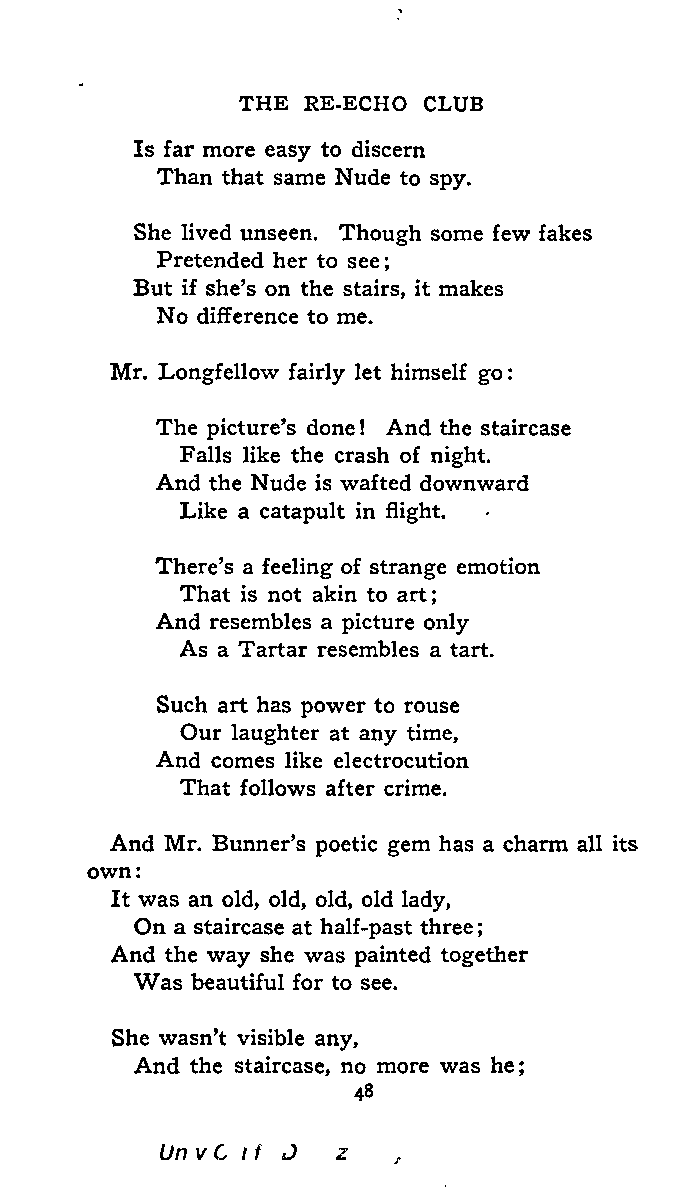 THE RE-ECHO CLUB
Is far more easy to discern
Than that same Nude to spy.
She lived unseen. Though some few fakes
Pretended her to see;
But if she's on the stairs, it makes
No difference to me.
Mr. Longfellow fairly let himself go:
The picture's done! And the staircase
Falls like the crash of night.
And the Nude is wafted downward
Like a catapult in flight.
There's a feeling of strange emotion
That is not akin to art;
And resembles a picture only
As a Tartar resembles a tart.
Such art has power to rouse
Our laughter at any time,
And comes like electrocution
That follows after crime.
And Mr. Bunner's poetic gem has a charm all its
own:
It was an old, old, old, old lady,
On a staircase at half-past three;
And the way she was painted together
Was beautiful for to see.
She wasn't visible any,
And the staircase, no more was he;
48